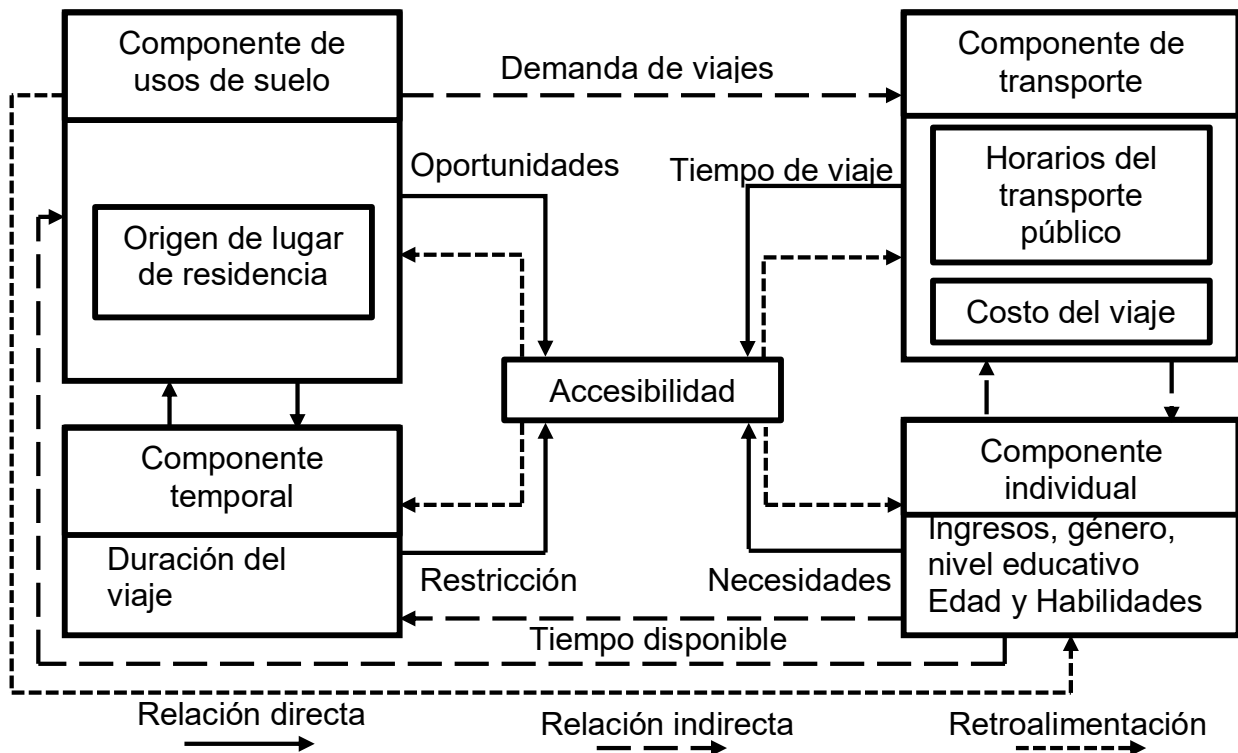 Componente de
usos de suelo
Demanda de viajes
Componente de
transporte
Oportunidades
Tiempo de viaje
Horarios del
transporte
público
Origen de lugar
de residencia
Costo del viaje
Accesibilidad
Componente
temporal
Componente
individual
Duración del
viaje
Restricción
Necesidades
Ingresos, género,
nivel educativo
Edad y Habilidades
Tiempo disponible
Relación directa
Relación indirecta
Retroalimentación